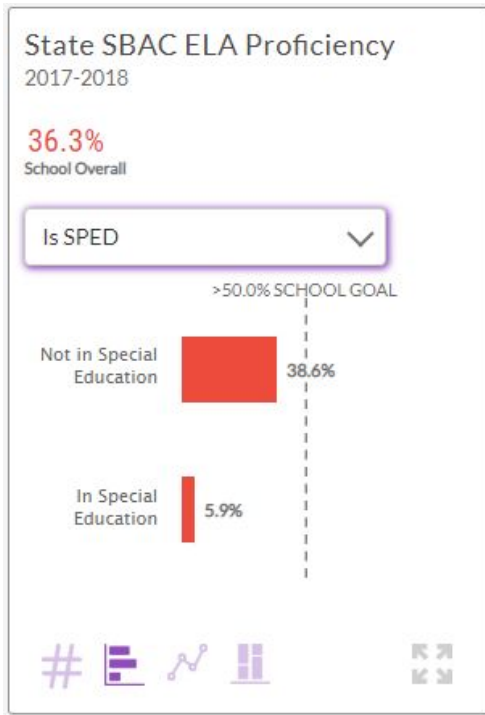 State SBAC ELA Proficiency
2017-2018
36.3%
School Overall
Is SPED
>50.0% SCHOOL GOAL
Not in Special
Education
38.6%
In Special
Education
5.9%